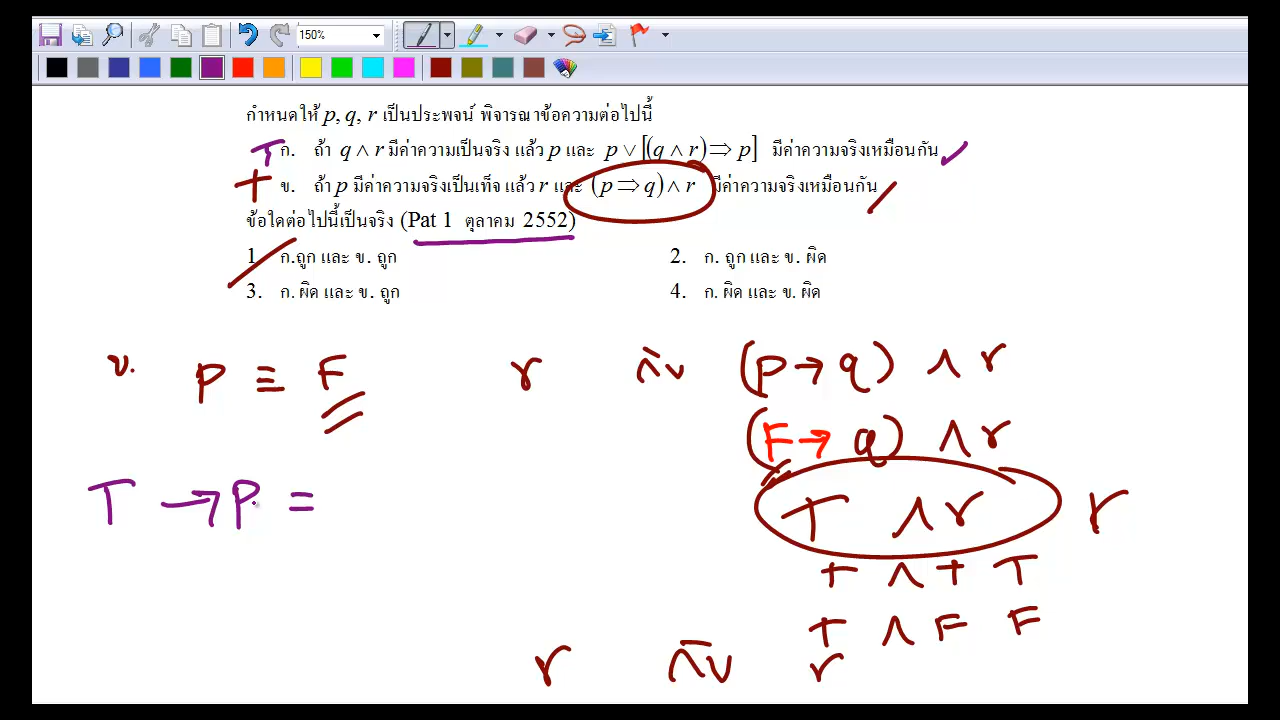 150%
กำหนดให้ p, q, r เป็นประพจน์ พิจารณาข้อความต่อไปนี้
T ก. ถ้า q ∧ r มีค่าความเป็นจริง แล้ว p และ p ∨ [(q ∧ r) ⇒ p] มีค่าความจริงเหมือนกัน
T ข. ถ้า p มีค่าความจริงเป็นเท็จ แล้ว r และ (p ⇒ q) ∧ r มีค่าความจริงเหมือนกัน
ข้อใดต่อไปนี้เป็นจริง (Pat 1 ตุลาคม 2552)
1. ก.ถูก และ ข. ถูก 2. ก. ถูก และ ข. ผิด
3. ก. ผิด และ ข. ถูก 4. ก. ผิด และ ข. ผิด
ข. p ≡ F r กับ (p → q) ∧ r
(F → q) ∧ r
T → P = T ∧ r r
T ∧ T T
T ∧ F F
r กับ r